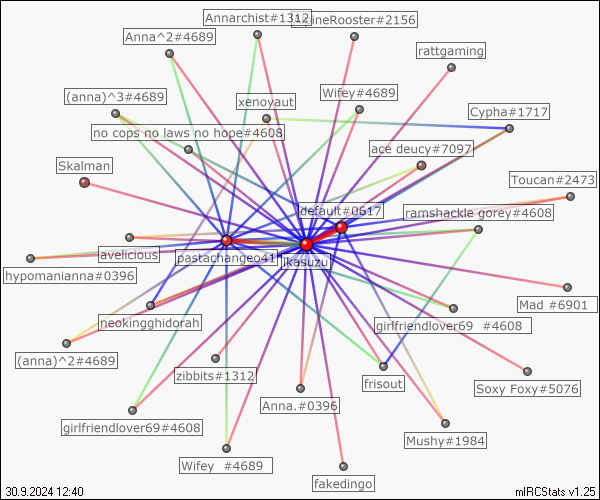 Annarchist#1312
AlpineRooster#2156
Anna^2#4689
rattgaming
(anna)^3#4689
xenoyaut
Wifey#4689
Cypha#1717
no cops no laws no hope#4608
ace deucy#7097
Skalman
Toucan#2473
default#0617
ramshackle gorey#4608
avelicious
pastachangeo41
jkasuzu
hypomanianna#0396
Mad #6901
neokingghidorah
girlfriendlover69 #4608
(anna)^2#4689
zibbits#1312
frisout
Soxy Foxy#5076
Anna.#0396
girlfriendlover69#4608
Mushy#1984
Wifey #4689
fakedingo
30.9.2024 12:40
mIRCStats v1.25